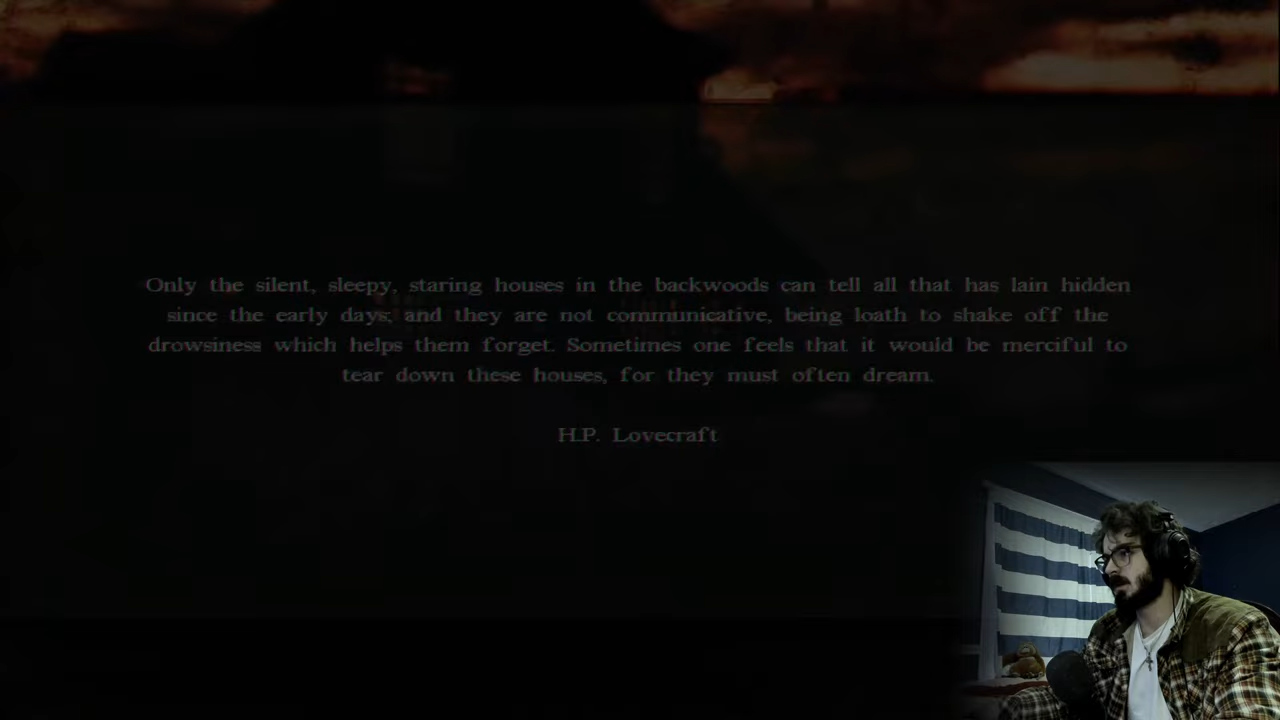 Only the silent, sleepy, staring houses in the backwoods can tell all that has lain hidden
since the early days; and they are not communicative, being loath to shake off the
drowsiness which helps them forget. Sometimes one feels that it would be merciful to
tear down these houses, for they must often dream.
H.P. Lovecraft